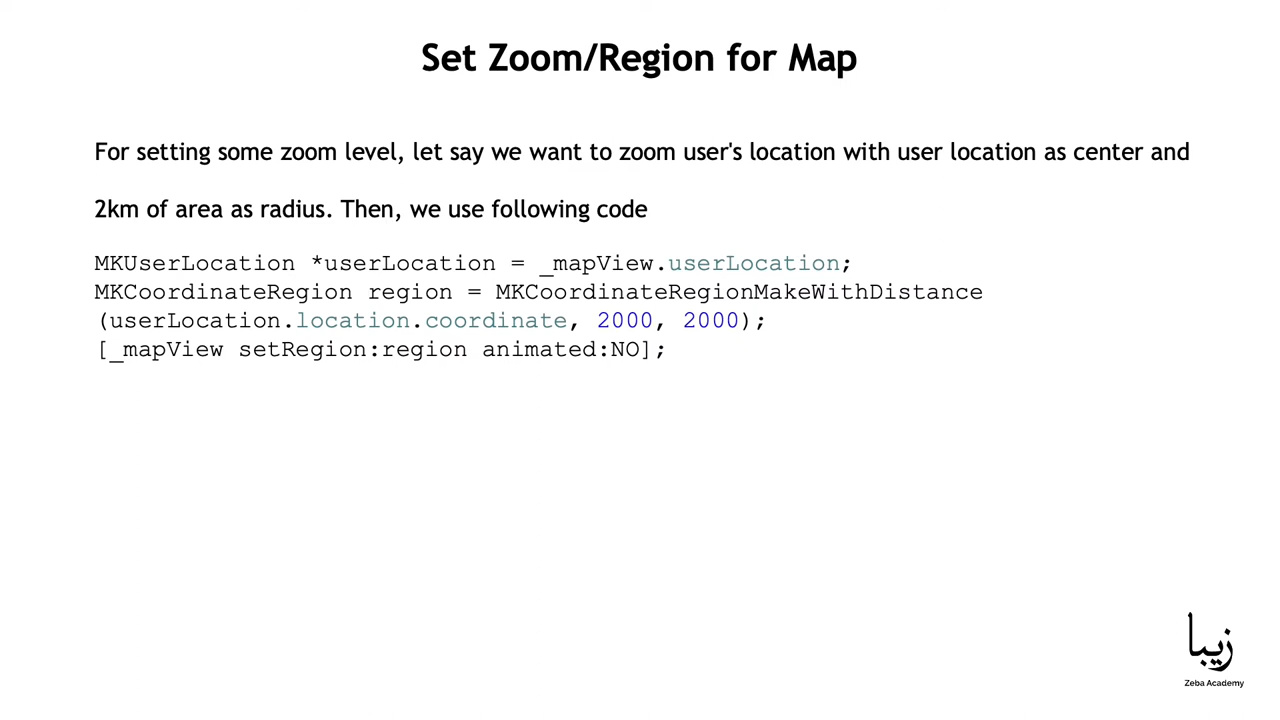 Set Zoom/Region for Map
For setting some zoom level, let say we want to zoom user's location with user location as center and
2km of area as radius. Then, we use following code
MKUserLocation *userLocation = _mapView.userLocation;
MKCoordinateRegion region = MKCoordinateRegionMakeWithDistance
(userLocation.location.coordinate, 2000, 2000);
[_mapView setRegion:region animated:NO];
زيبا
Zeba Academy